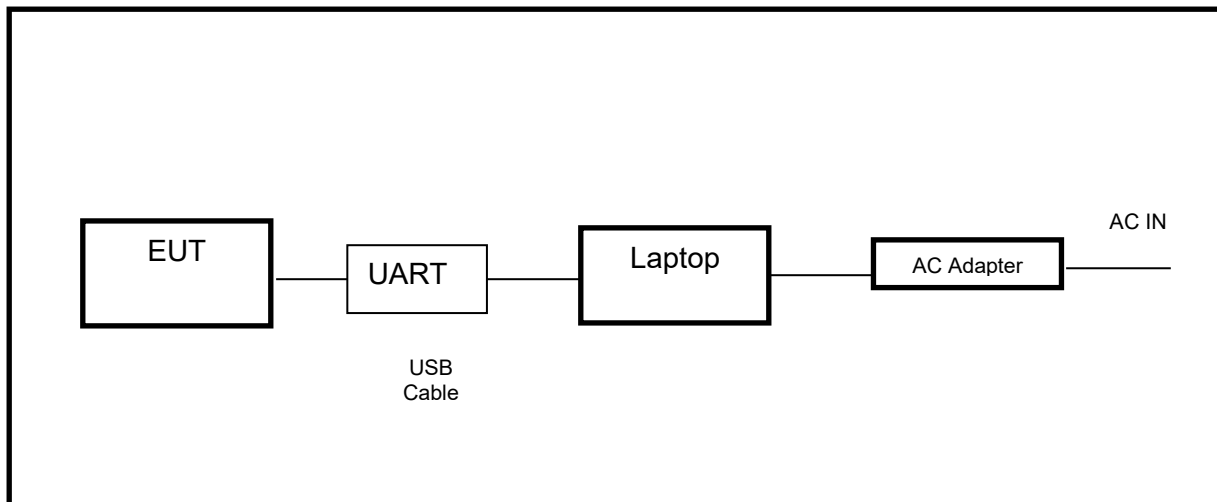 EUT
UART
Laptop
AC Adapter
AC IN
USB
Cable